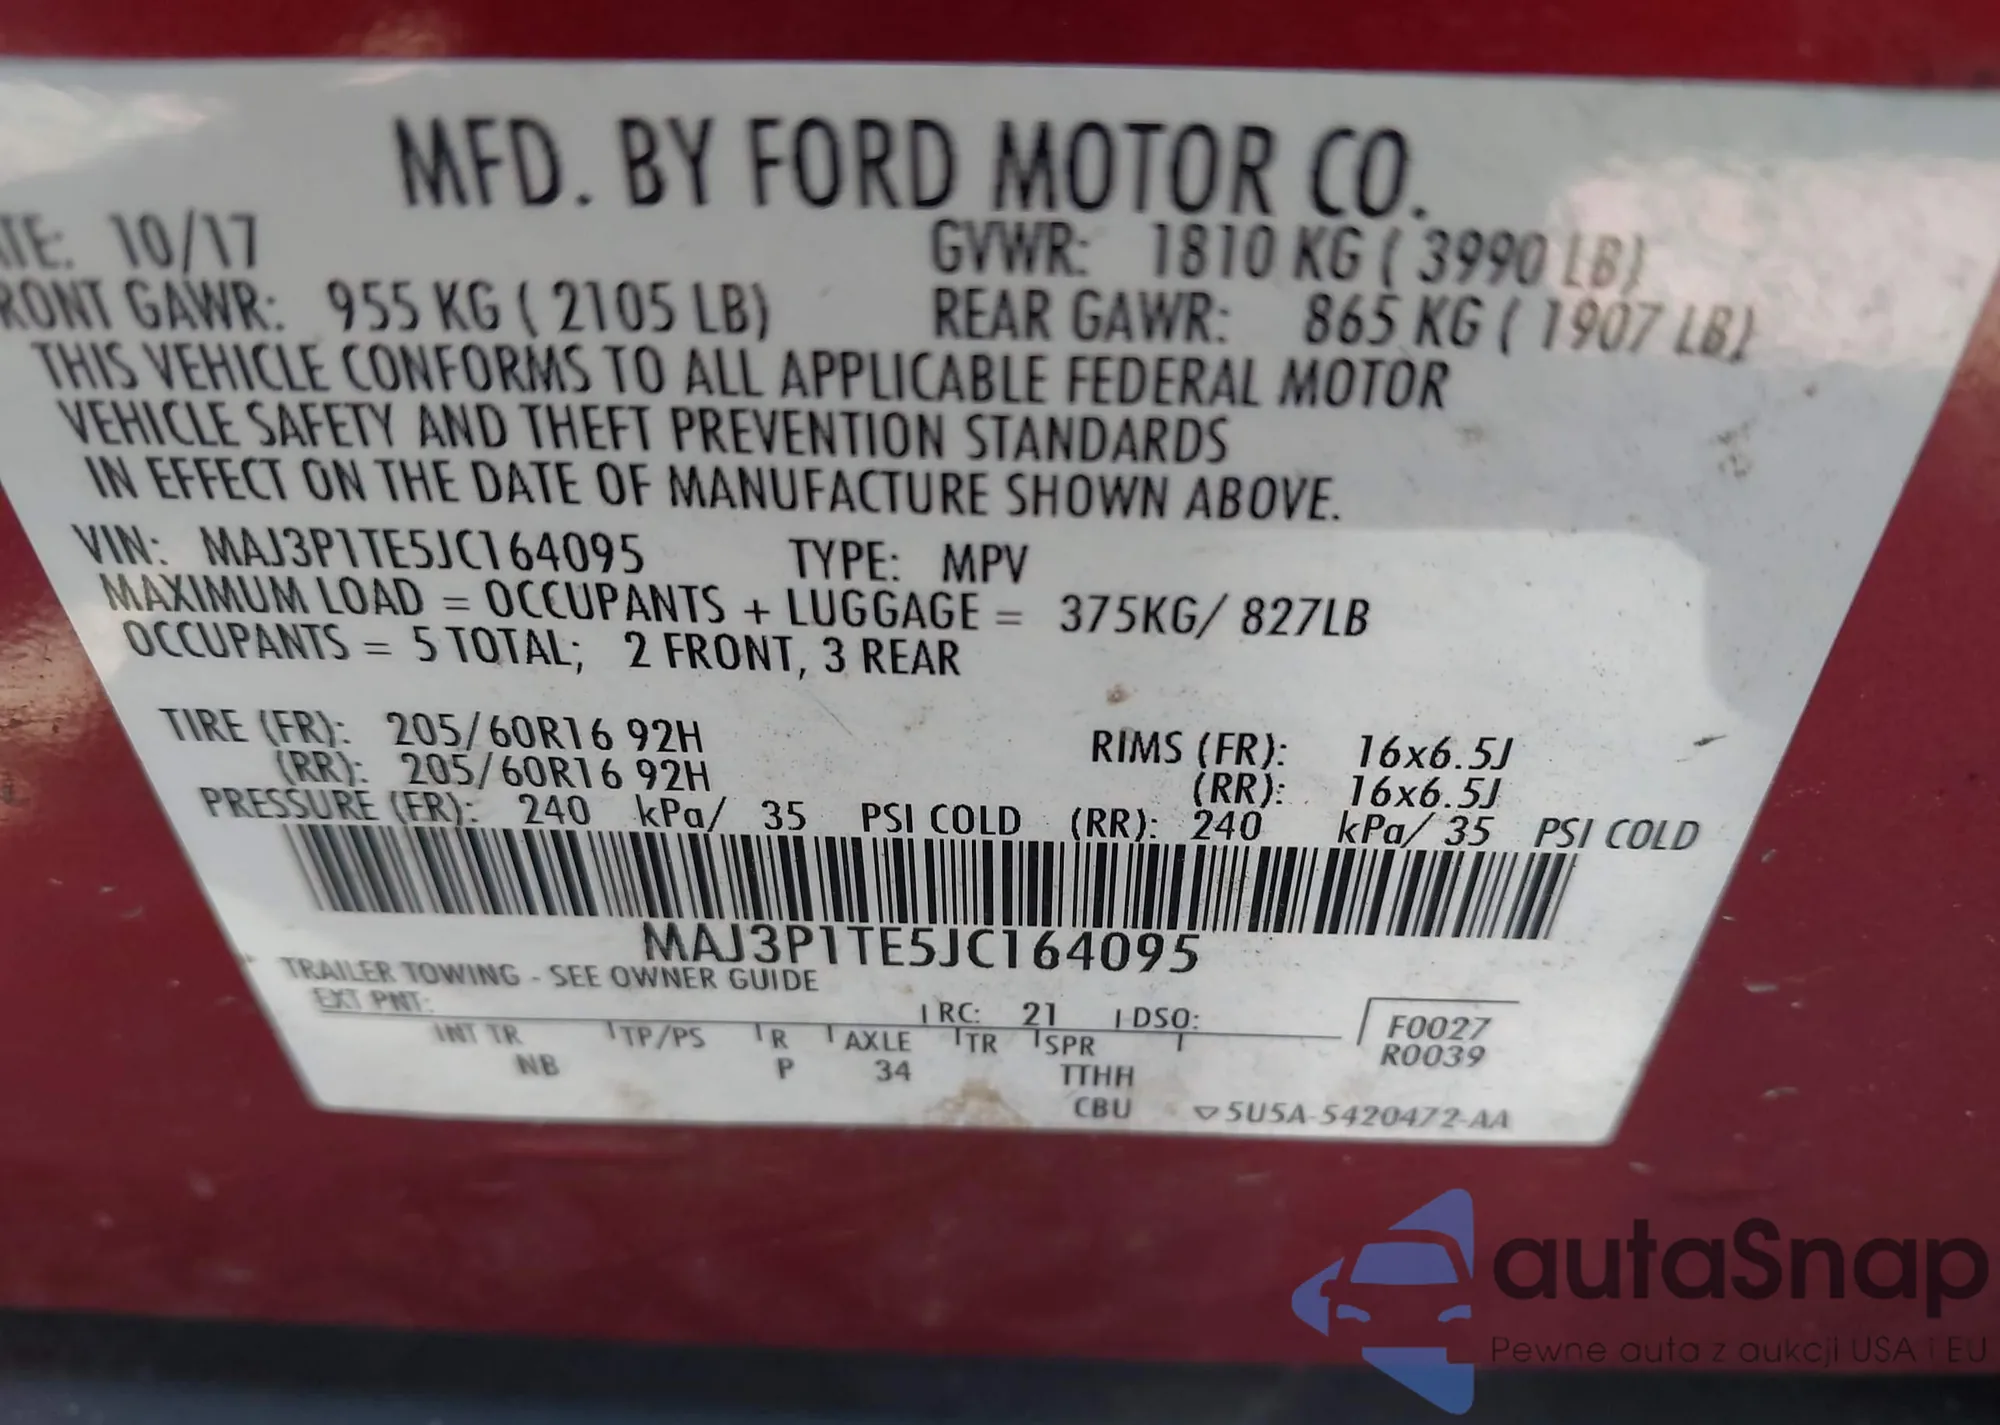 MFD. BY FORD MOTOR CO.
TE: 10/17 GVWR: 1810 KG ( 3990 LB)
RONT GAWR: 955 KG ( 2105 LB) REAR GAWR: 865 KG ( 1907 LB)
THIS VEHICLE CONFORMS TO ALL APPLICABLE FEDERAL MOTOR
VEHICLE SAFETY AND THEFT PREVENTION STANDARDS
IN EFFECT ON THE DATE OF MANUFACTURE SHOWN ABOVE.
VIN: MAJ3P1TE5JC164095 TYPE: MPV
MAXIMUM LOAD = OCCUPANTS + LUGGAGE = 375KG/ 827LB
OCCUPANTS = 5 TOTAL; 2 FRONT, 3 REAR
TIRE (FR): 205/60R16 92H RIMS (FR): 16x6.5J
(RR): 205/60R16 92H (RR): 16x6.5J
PRESSURE (FR): 240 kPa/ 35 PSI COLD (RR): 240 kPa/ 35 PSI COLD
MAJ3P1TE5JC164095
TRAILER TOWING - SEE OWNER GUIDE
EXT PNT: RC: 21 DSO: F0027
INT TR TP/PS R AXLE TR SPR R0039
NB P 34 TTHH
CBU 5U5A-5420472-AA
autaSnap
Pewne auta z aukcji USA i EU